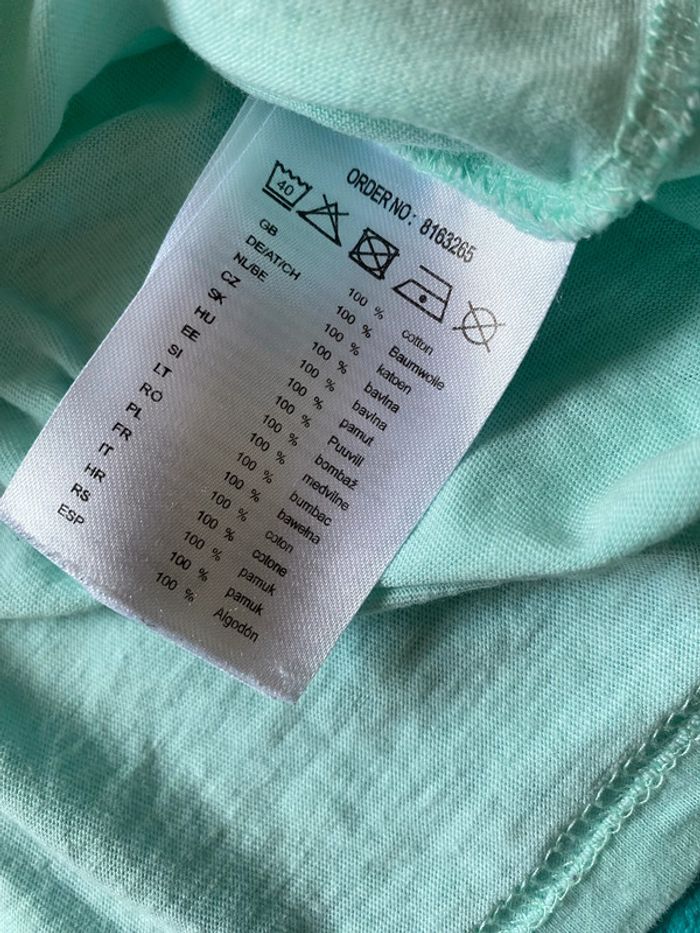 ORDER NO: 8163265
40
GB 100 % cotton
DE/AT/CH 100 % Baumwolle
NL/BE 100 % katoen
CZ 100 % bavlna
SK 100 % bavlna
HU 100 % pamut
EE 100 % Puuvill
SI 100 % bombaž
LT 100 % medvilne
RO 100 % bumbac
PL 100 % bawełna
FR 100 % coton
IT 100 % cotone
HR 100 % pamuk
RS 100 % pamuk
ESP 100 % Algodón